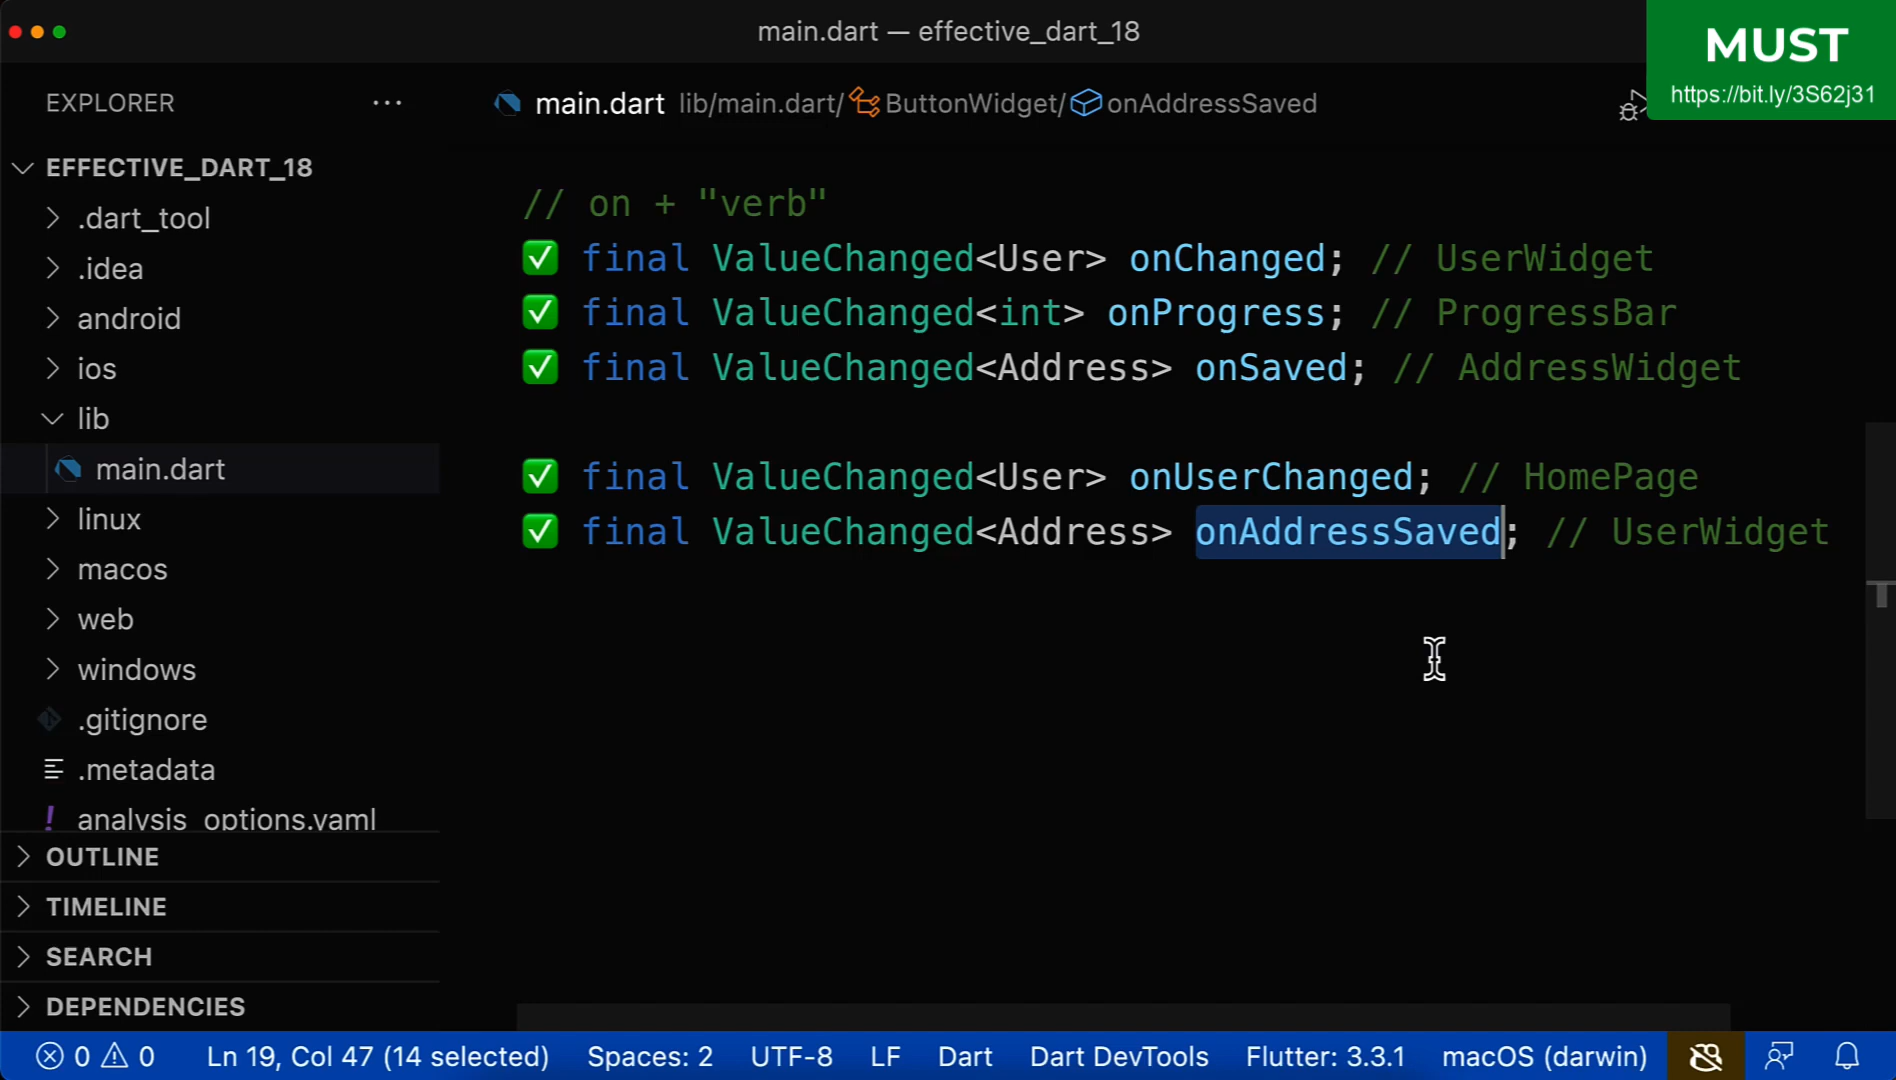 main.dart — effective_dart_18
MUST
https://bit.ly/3S62j31
EXPLORER
main.dart lib/main.dart/ButtonWidget/onAddressSaved
EFFECTIVE_DART_18
.dart_tool
.idea
android
ios
lib
main.dart
linux
macos
web
windows
.gitignore
.metadata
analysis_options.yaml
OUTLINE
TIMELINE
SEARCH
DEPENDENCIES
// on + "verb"
✅ final ValueChanged<User> onChanged; // UserWidget
✅ final ValueChanged<int> onProgress; // ProgressBar
✅ final ValueChanged<Address> onSaved; // AddressWidget
✅ final ValueChanged<User> onUserChanged; // HomePage
✅ final ValueChanged<Address> onAddressSaved; // UserWidget
0 0 Ln 19, Col 47 (14 selected) Spaces: 2 UTF-8 LF Dart Dart DevTools Flutter: 3.3.1 macOS (darwin)